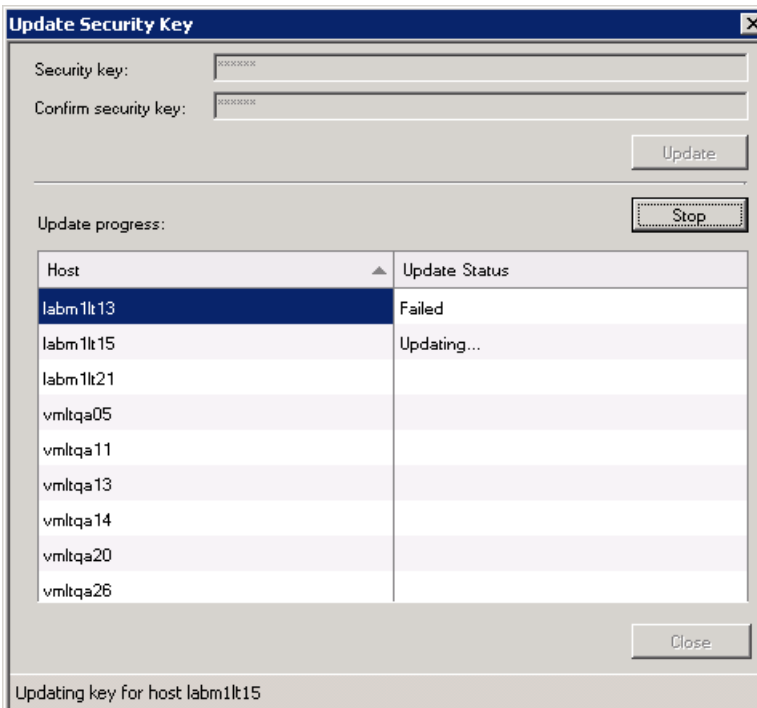 Update Security Key
Security key: ××××××
Confirm security key: ××××××
Update
Update progress:
Stop
Host Update Status
labm1lt13 Failed
labm1lt15 Updating...
labm1lt21
vmltqa05
vmltqa11
vmltqa13
vmltqa14
vmltqa20
vmltqa26
Close
Updating key for host labm1lt15